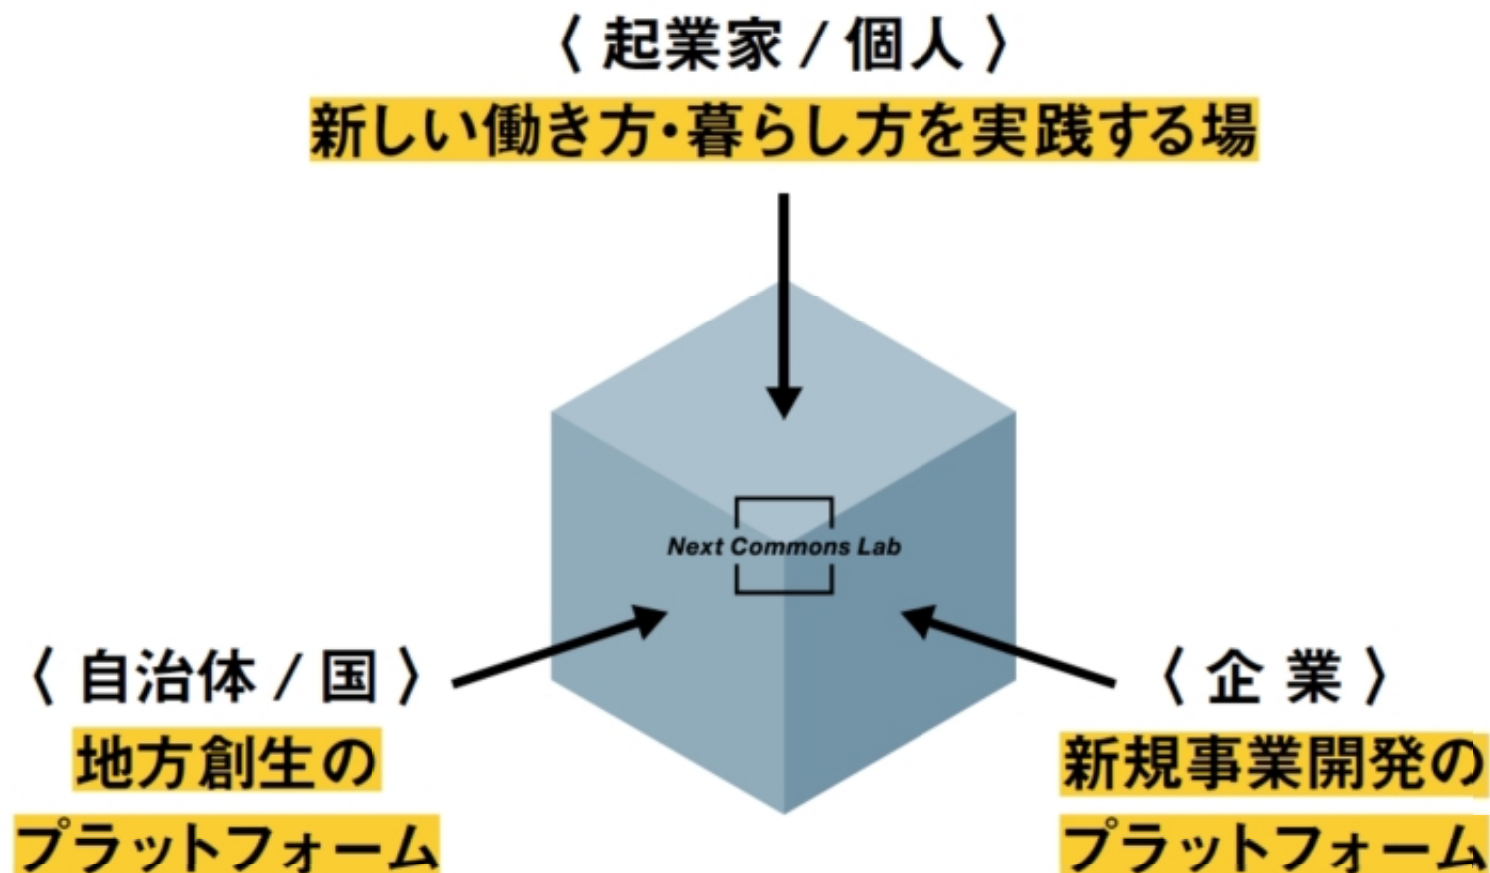 〈 起業家 / 個人 〉
新しい働き方・暮らし方を実践する場
Next Commons Lab
〈 自治体 / 国 〉
地方創生の
プラットフォーム
〈 企 業 〉
新規事業開発の
プラットフォーム